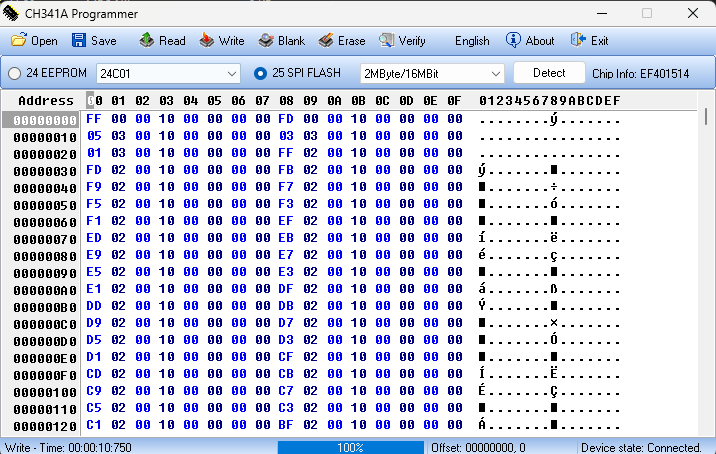 CH341A Programmer
Open Save Read Write Blank Erase Verify English About Exit
24 EEPROM 24C01 25 SPI FLASH 2MByte/16MBit Detect Chip Info: EF401514
Address 00 01 02 03 04 05 06 07 08 09 0A 0B 0C 0D 0E 0F 0123456789ABCDEF
00000000 FF 00 00 10 00 00 00 00 FD 00 00 10 00 00 00 00 ........ý.......
00000010 05 03 00 10 00 00 00 00 03 03 00 10 00 00 00 00 ................
00000020 01 03 00 10 00 00 00 00 FF 02 00 10 00 00 00 00 ................
00000030 FD 02 00 10 00 00 00 00 FB 02 00 10 00 00 00 00 ý.......■.......
00000040 F9 02 00 10 00 00 00 00 F7 02 00 10 00 00 00 00 ■.......÷.......
00000050 F5 02 00 10 00 00 00 00 F3 02 00 10 00 00 00 00 ■.......ó.......
00000060 F1 02 00 10 00 00 00 00 EF 02 00 10 00 00 00 00 ■.......■.......
00000070 ED 02 00 10 00 00 00 00 EB 02 00 10 00 00 00 00 í.......ë.......
00000080 E9 02 00 10 00 00 00 00 E7 02 00 10 00 00 00 00 é.......ç.......
00000090 E5 02 00 10 00 00 00 00 E3 02 00 10 00 00 00 00 ■.......■.......
000000A0 E1 02 00 10 00 00 00 00 DF 02 00 10 00 00 00 00 á.......ß.......
000000B0 DD 02 00 10 00 00 00 00 DB 02 00 10 00 00 00 00 Ý.......■.......
000000C0 D9 02 00 10 00 00 00 00 D7 02 00 10 00 00 00 00 ■.......×.......
000000D0 D5 02 00 10 00 00 00 00 D3 02 00 10 00 00 00 00 ■.......Ó.......
000000E0 D1 02 00 10 00 00 00 00 CF 02 00 10 00 00 00 00 ■.......■.......
000000F0 CD 02 00 10 00 00 00 00 CB 02 00 10 00 00 00 00 Í.......Ë.......
00000100 C9 02 00 10 00 00 00 00 C7 02 00 10 00 00 00 00 É.......Ç.......
00000110 C5 02 00 10 00 00 00 00 C3 02 00 10 00 00 00 00 ■.......■.......
00000120 C1 02 00 10 00 00 00 00 BF 02 00 10 00 00 00 00 Á.......■.......
Write - Time: 00:00:10:750 100% Offset: 00000000, 0 Device state: Connected.